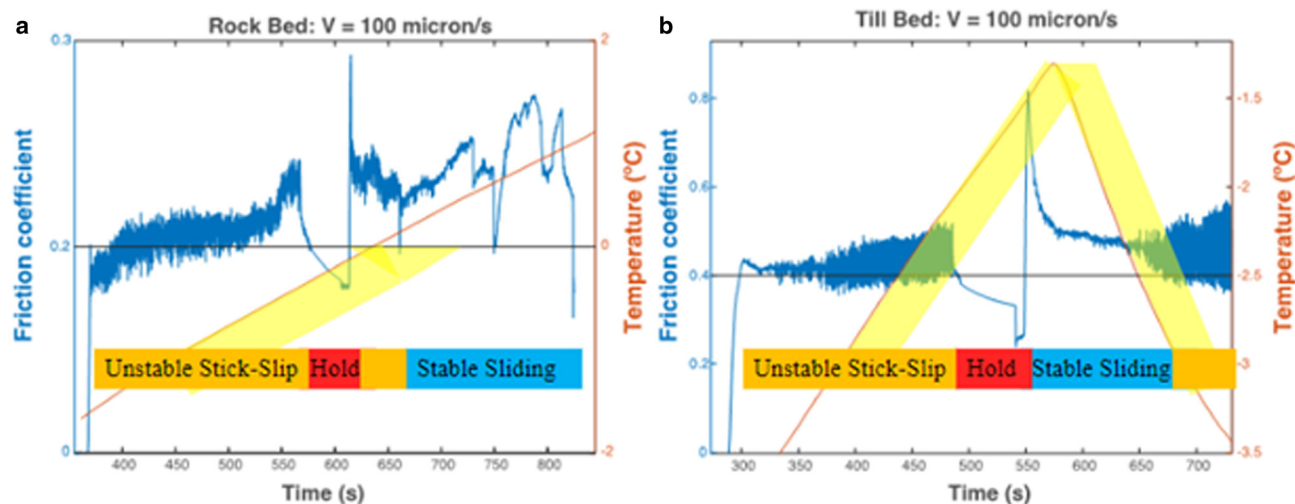 a
Rock Bed: V = 100 micron/s
0.3
0.2
0
Friction coefficient
2
0
-2
Temperature (ºC)
Unstable Stick-Slip
Hold
Stable Sliding
400 450 500 550 600 650 700 750 800
Time (s)
b
Till Bed: V = 100 micron/s
0.8
0.6
0.4
0.2
0
Friction coefficient
-1.5
-2
-2.5
-3
-3.5
Temperature (ºC)
Unstable Stick-Slip
Hold
Stable Sliding
300 350 400 450 500 550 600 650 700
Time (s)